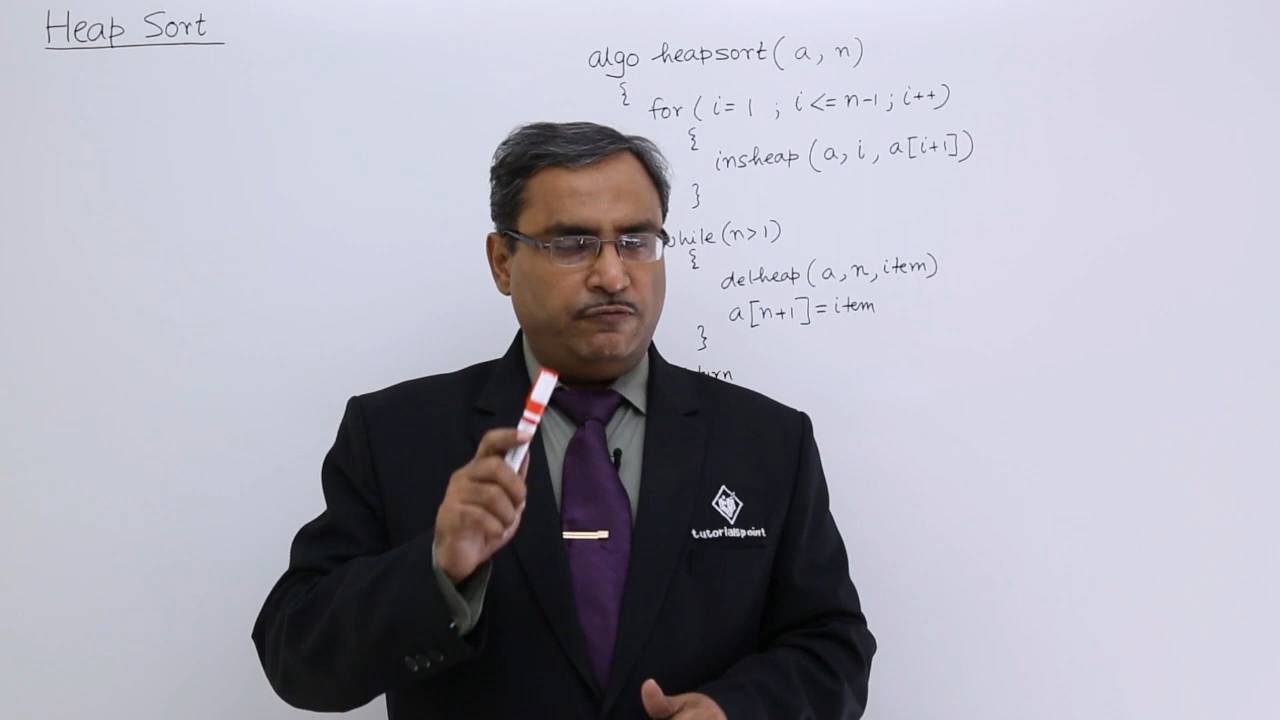 Heap Sort
algo heapsort( a, n)
{
for ( i= 1 ; i <= n-1 ; i++)
{
insheap (a, i, a[i+1])
}
while (n>1)
{
delheap (a, n, item)
a[n+1] = item
}
tutorialspoint